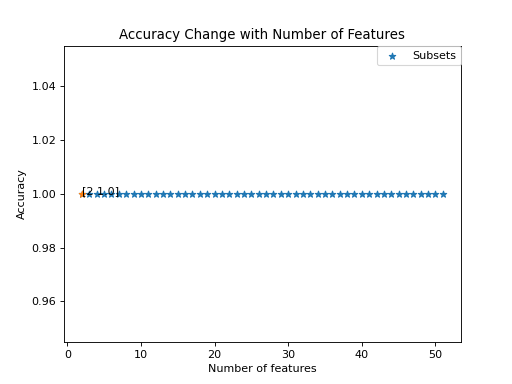 Accuracy Change with Number of Features
Subsets
1.04
1.02
1.00
0.98
0.96
Accuracy
[2 1 0]
0 10 20 30 40 50
Number of features